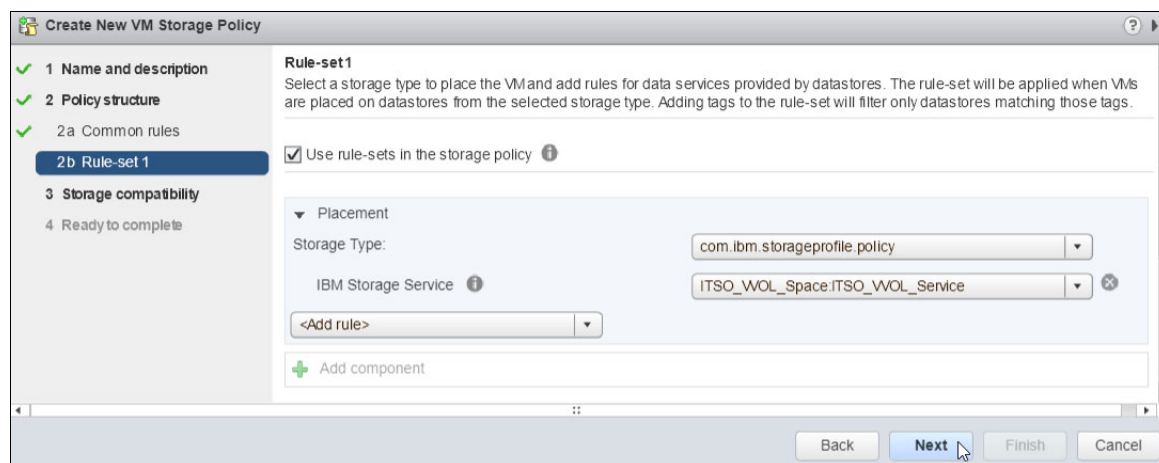 Create New VM Storage Policy
?
1 Name and description
2 Policy structure
2a Common rules
2b Rule-set 1
3 Storage compatibility
4 Ready to complete
Rule-set1
Select a storage type to place the VM and add rules for data services provided by datastores. The rule-set will be applied when VMs
are placed on datastores from the selected storage type. Adding tags to the rule-set will filter only datastores matching those tags.
Use rule-sets in the storage policy
Placement
Storage Type:
com.ibm.storageprofile.policy
IBM Storage Service
ITSO_VVOL_Space:ITSO_VVOL_Service
<Add rule>
Add component
Back
Next
Finish
Cancel